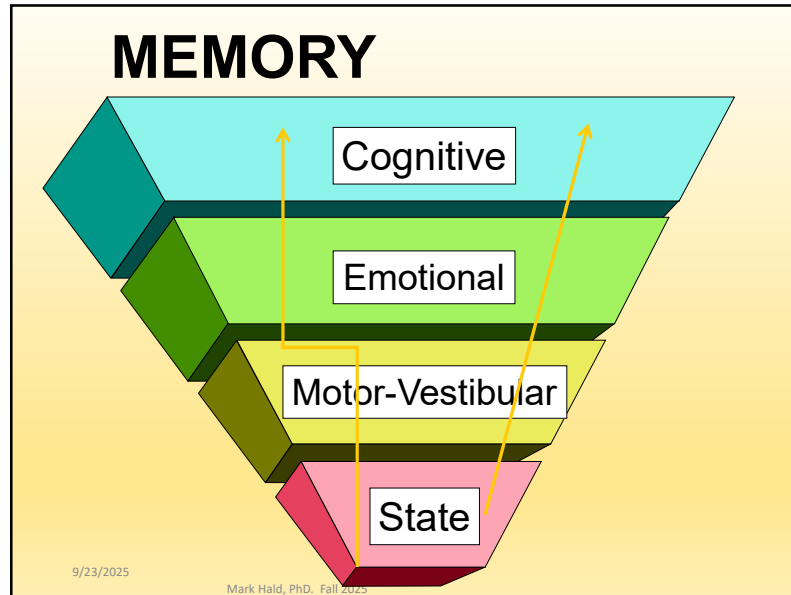 MEMORY
Cognitive
Emotional
Motor-Vestibular
State
9/23/2025
Mark Hald, PhD. Fall 2025